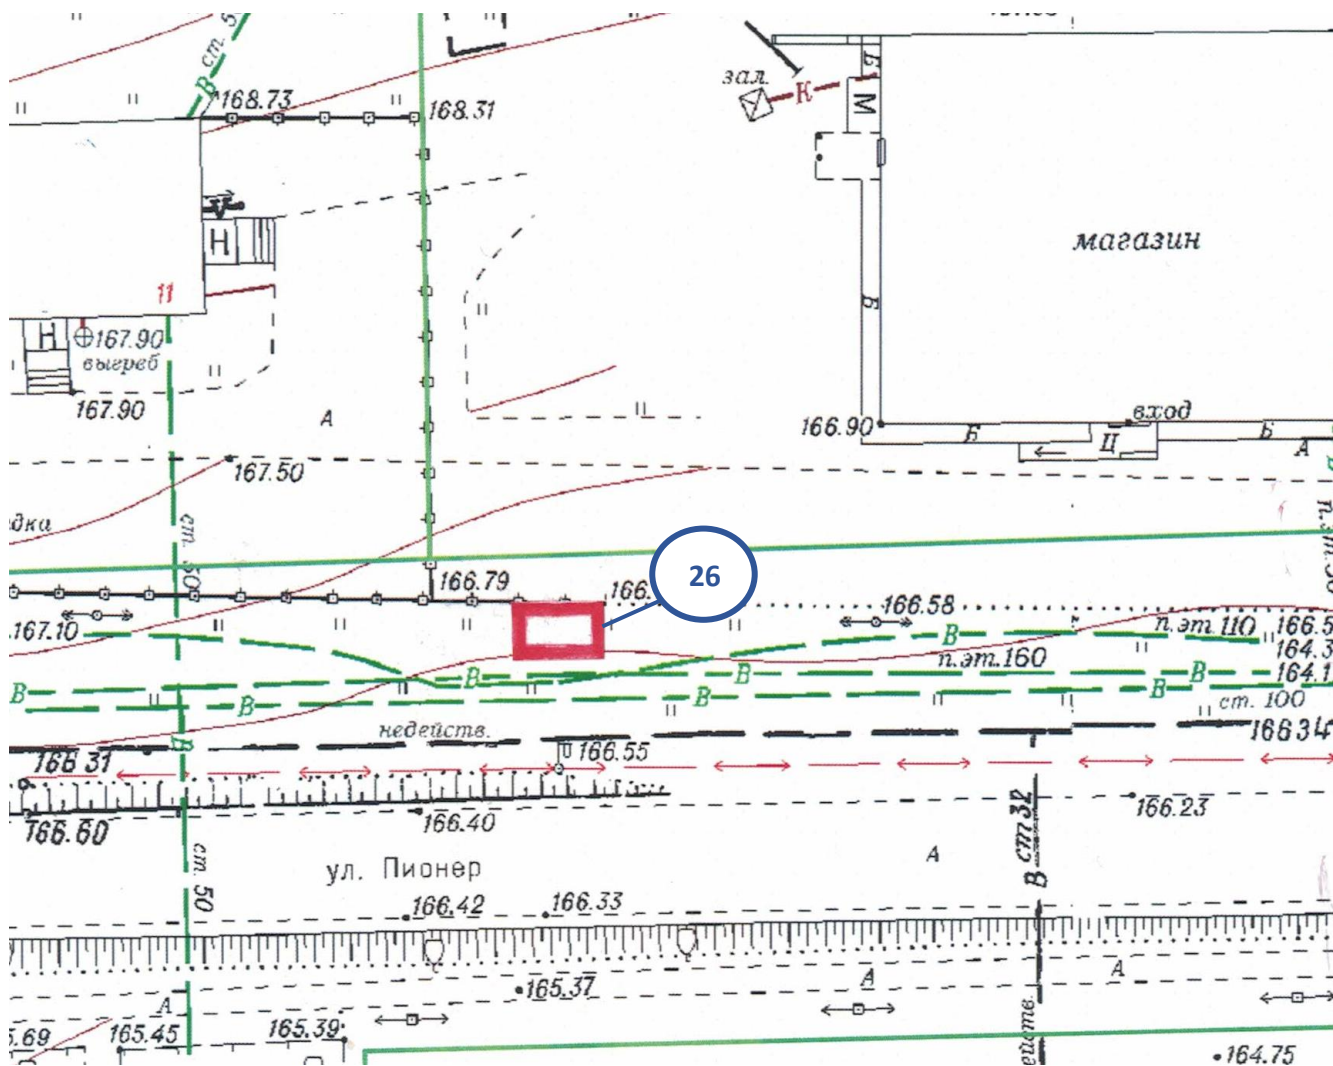 ст. 5
В
168.73
168.31
зал.
К
Б
М
Н
11
Н
167.90
выгреб
167.90
А
магазин
Б
166.90
вход
Б
Ц
Б
А
167.50
ст. 50
166.79
26
166.58
167.10
В
п.эт.110
п.эт.160
164.3
164.1
В
В
В
В
В
В
В
ст. 100
166.34
недейств.
В
166.31
166.55
166.60
166.40
166.23
ст 32
В
ст. 50
ул. Пионер
А
166.42
166.33
А
165.37
А
А
165.45
165.39
164.75